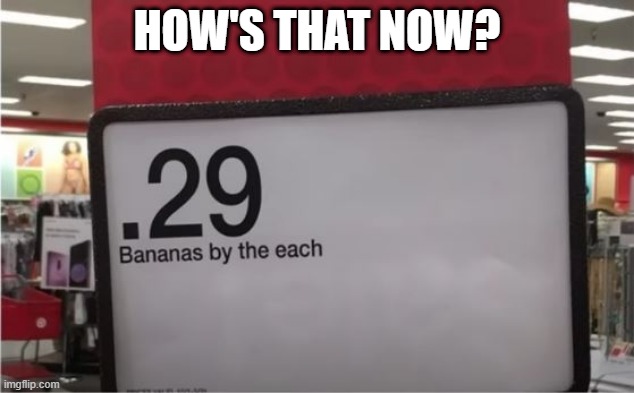 HOW'S THAT NOW?
.29
Bananas by the each
imgflip.com